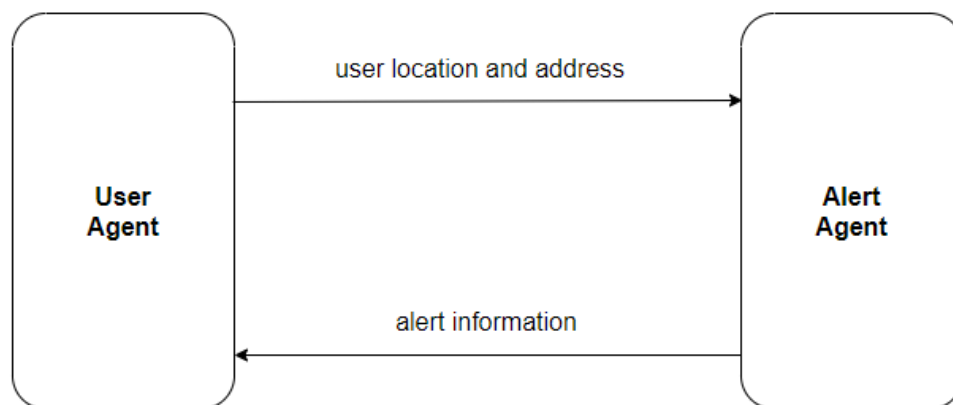 user location and address
User
Agent
Alert
Agent
alert information